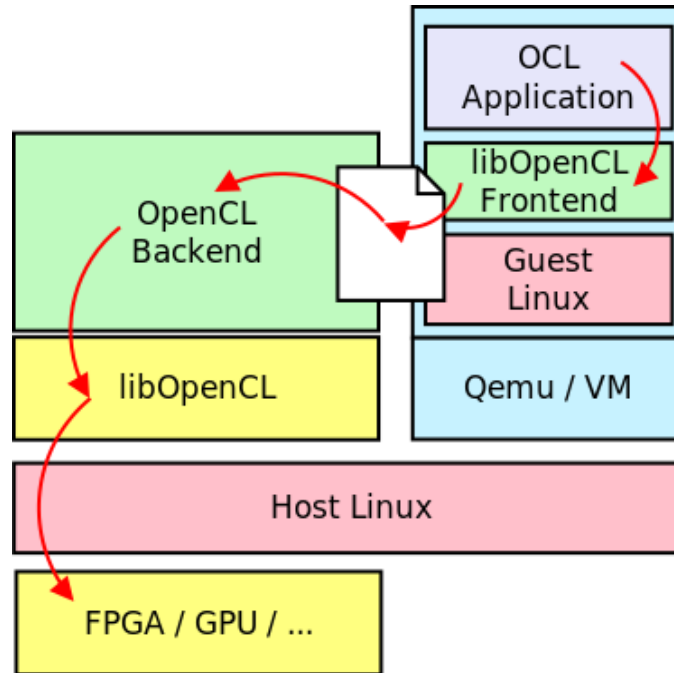 OCL
Application
libOpenCL
Frontend
OpenCL
Backend
Guest
Linux
libOpenCL
Qemu / VM
Host Linux
FPGA / GPU / ...